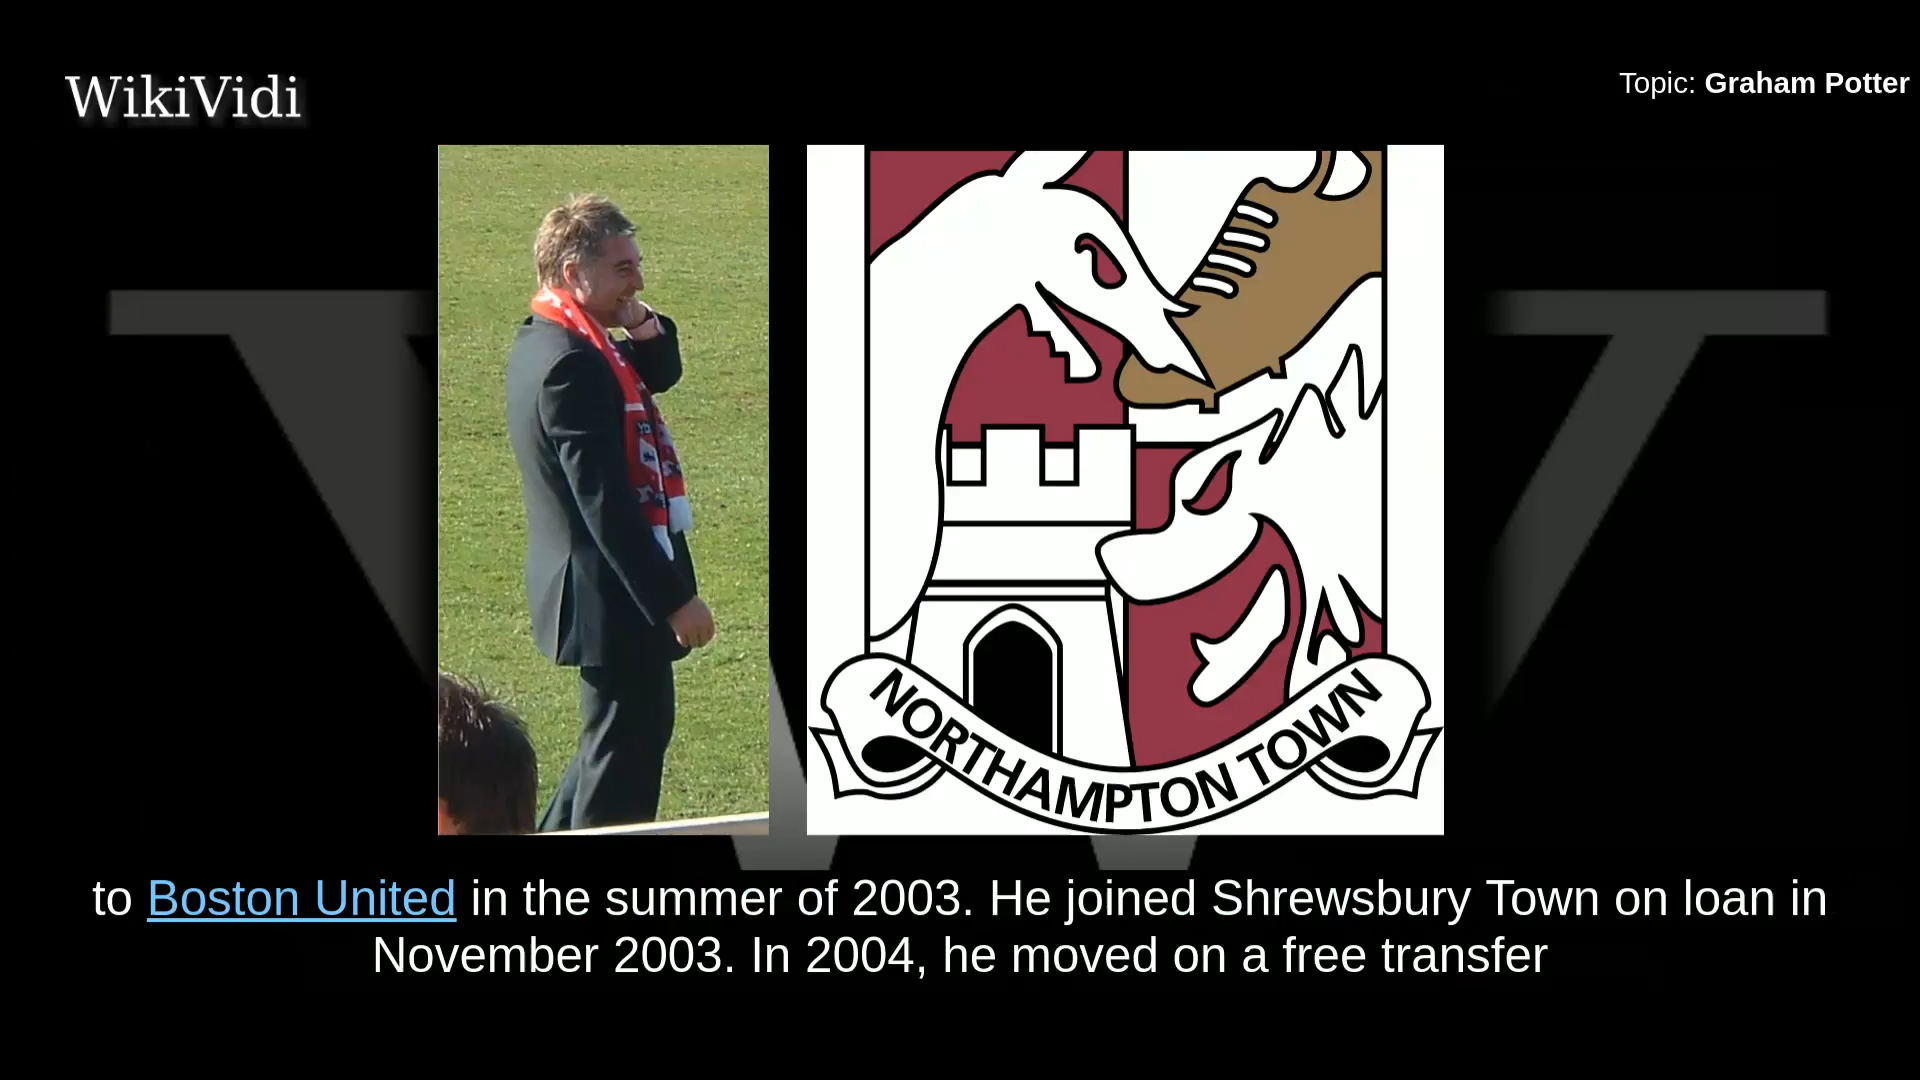 WikiVidi
Topic: Graham Potter
NORTHAMPTON TOWN
to Boston United in the summer of 2003. He joined Shrewsbury Town on loan in
November 2003. In 2004, he moved on a free transfer